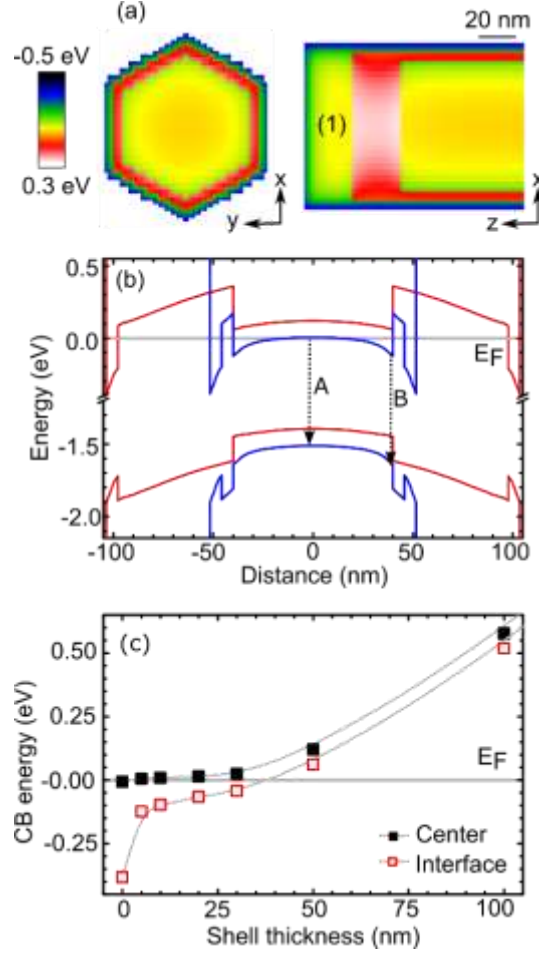 (a)
20 nm
-0.5 eV
0.3 eV
(1)
x
y
x
z
(b)
0.5
0.0
-1.5
-2.0
Energy (eV)
E_F
A
B
-100
-50
0
50
100
Distance (nm)
(c)
0.50
0.25
-0.00
-0.25
CB energy (eV)
E_F
Center
Interface
0
25
50
75
100
Shell thickness (nm)